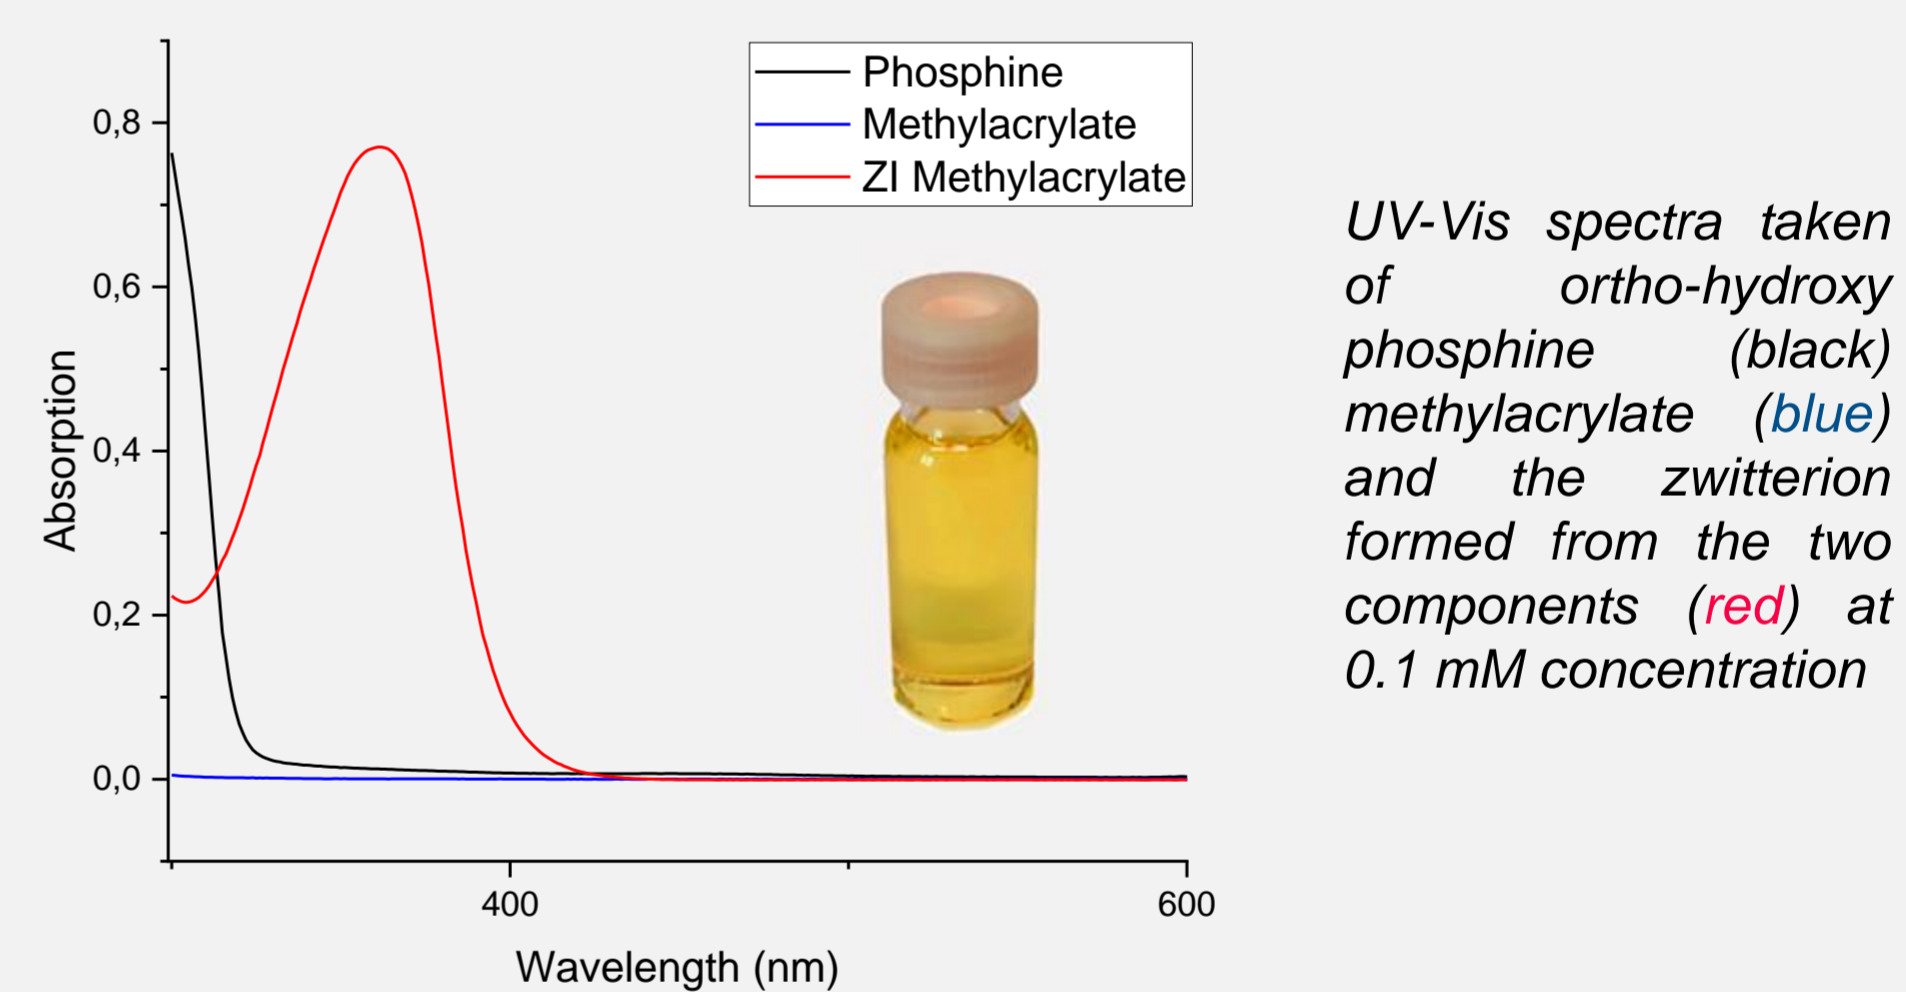 Phosphine
Methylacrylate
ZI Methylacrylate
0,8
0,6
0,4
0,2
0,0
Absorption
400
600
Wavelength (nm)
UV-Vis spectra taken
of ortho-hydroxy
phosphine (black)
methylacrylate (blue)
and the zwitterion
formed from the two
components (red) at
0.1 mM concentration